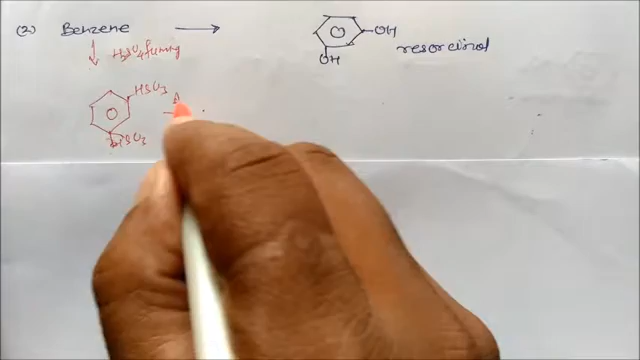 (2) Benzene ⟶ OH
OH
resorcinol
H₂SO₄ fuming
HSO₃
HSO₃